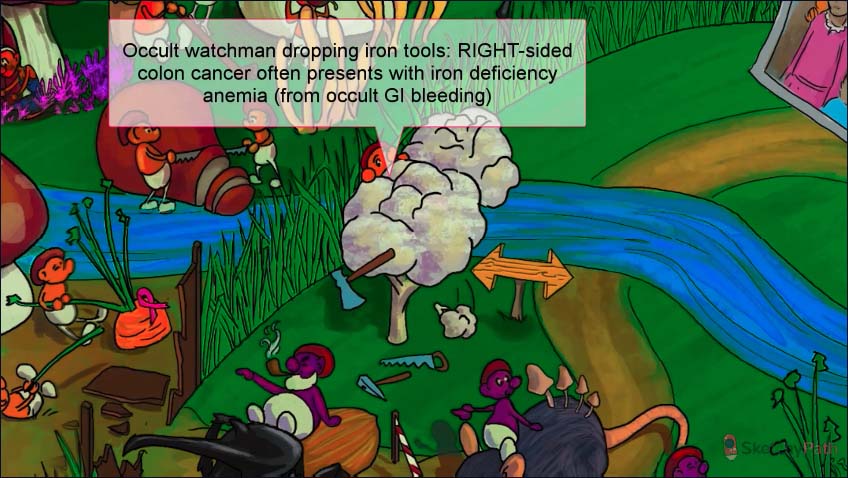 Occult watchman dropping iron tools: RIGHT-sided
colon cancer often presents with iron deficiency
anemia (from occult GI bleeding)
SketchyPath